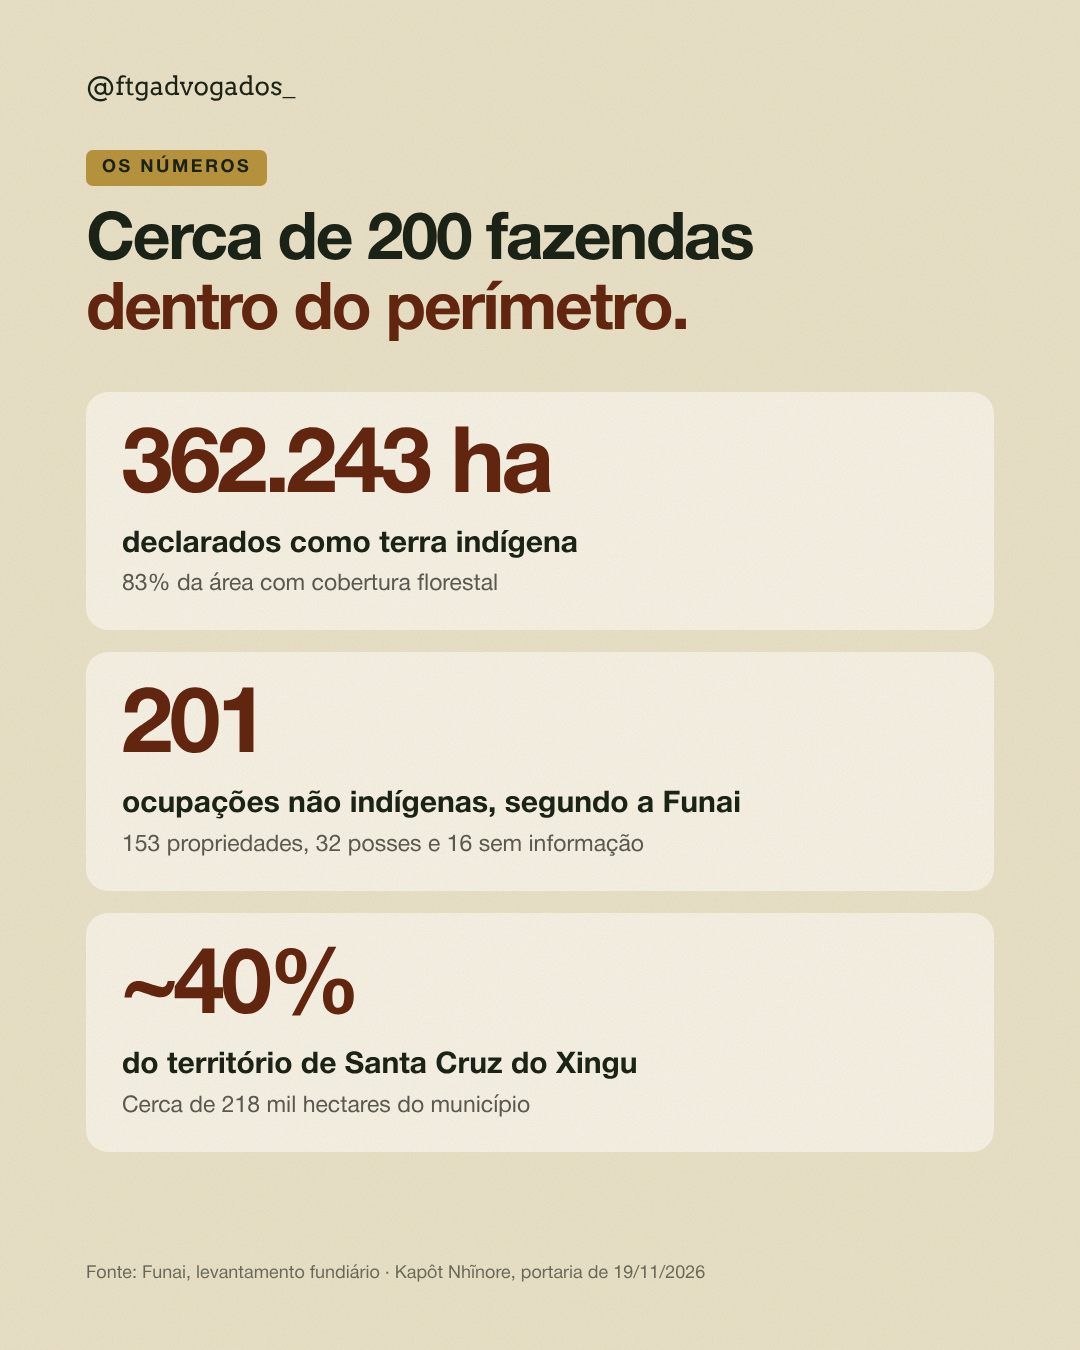 @ftgadvogados_
OS NÚMEROS
Cerca de 200 fazendas
dentro do perímetro.
362.243 ha
declarados como terra indígena
83% da área com cobertura florestal
201
ocupações não indígenas, segundo a Funai
153 propriedades, 32 posses e 16 sem informação
~40%
do território de Santa Cruz do Xingu
Cerca de 218 mil hectares do município
Fonte: Funai, levantamento fundiário · Kapôt Nhĩnore, portaria de 19/11/2026